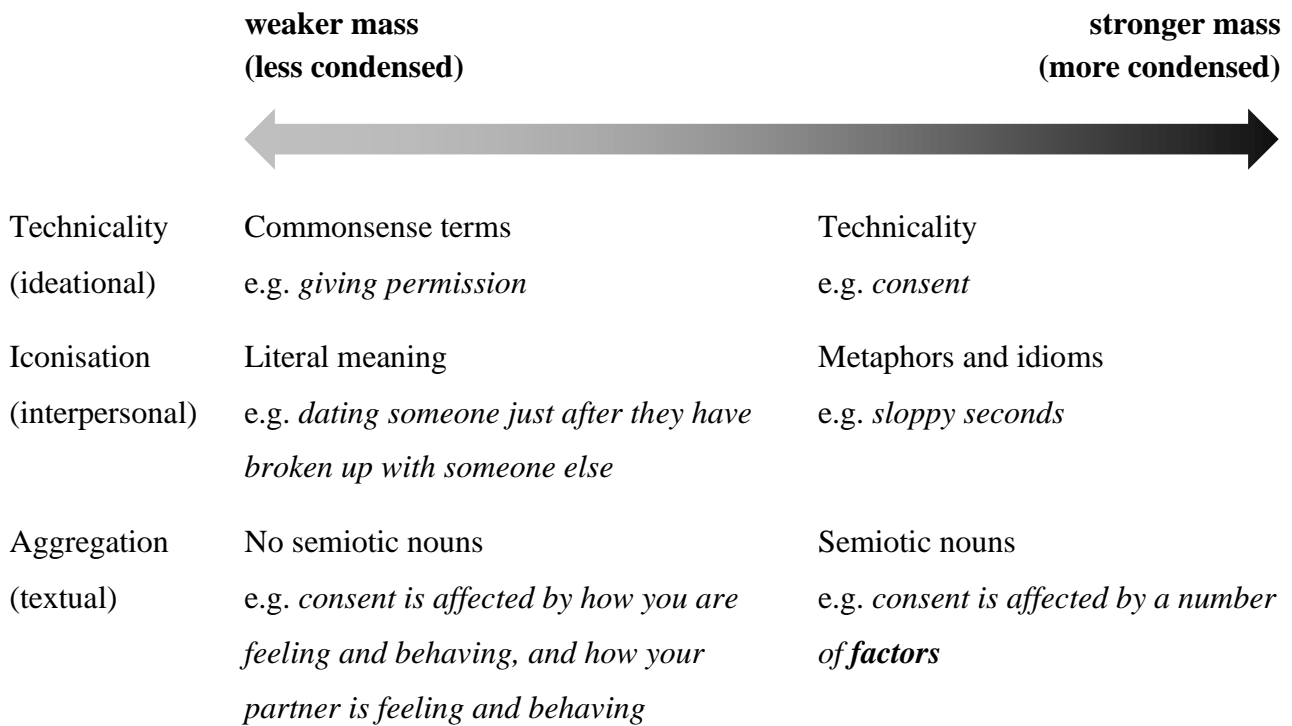 weaker mass stronger mass
(less condensed) (more condensed)
Technicality Commonsense terms Technicality
(ideational) e.g. giving permission e.g. consent
Iconisation Literal meaning Metaphors and idioms
(interpersonal) e.g. dating someone just after they have e.g. sloppy seconds
broken up with someone else
Aggregation No semiotic nouns Semiotic nouns
(textual) e.g. consent is affected by how you are e.g. consent is affected by a number
feeling and behaving, and how your of factors
partner is feeling and behaving